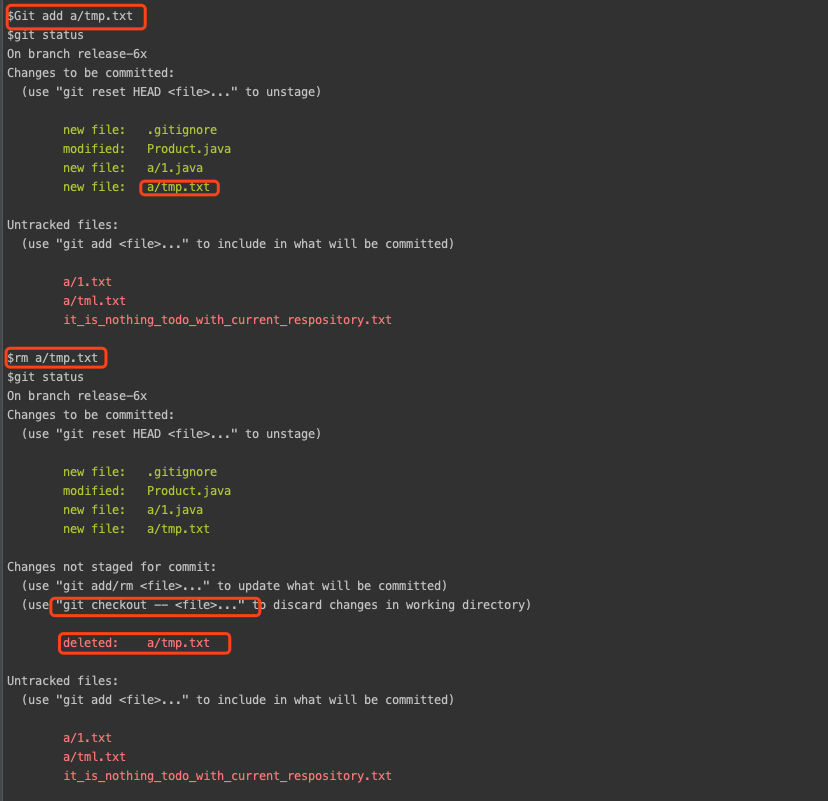 $Git add a/tmp.txt
$git status
On branch release-6x
Changes to be committed:
  (use "git reset HEAD <file>..." to unstage)
new file:   .gitignore
modified:   Product.java
new file:   a/1.java
new file:   a/tmp.txt
Untracked files:
  (use "git add <file>..." to include in what will be committed)
a/1.txt
a/tml.txt
it_is_nothing_todo_with_current_respository.txt
$rm a/tmp.txt
$git status
On branch release-6x
Changes to be committed:
  (use "git reset HEAD <file>..." to unstage)
new file:   .gitignore
modified:   Product.java
new file:   a/1.java
new file:   a/tmp.txt
Changes not staged for commit:
  (use "git add/rm <file>..." to update what will be committed)
  (use "git checkout -- <file>..." to discard changes in working directory)
deleted:    a/tmp.txt
Untracked files:
  (use "git add <file>..." to include in what will be committed)
a/1.txt
a/tml.txt
it_is_nothing_todo_with_current_respository.txt